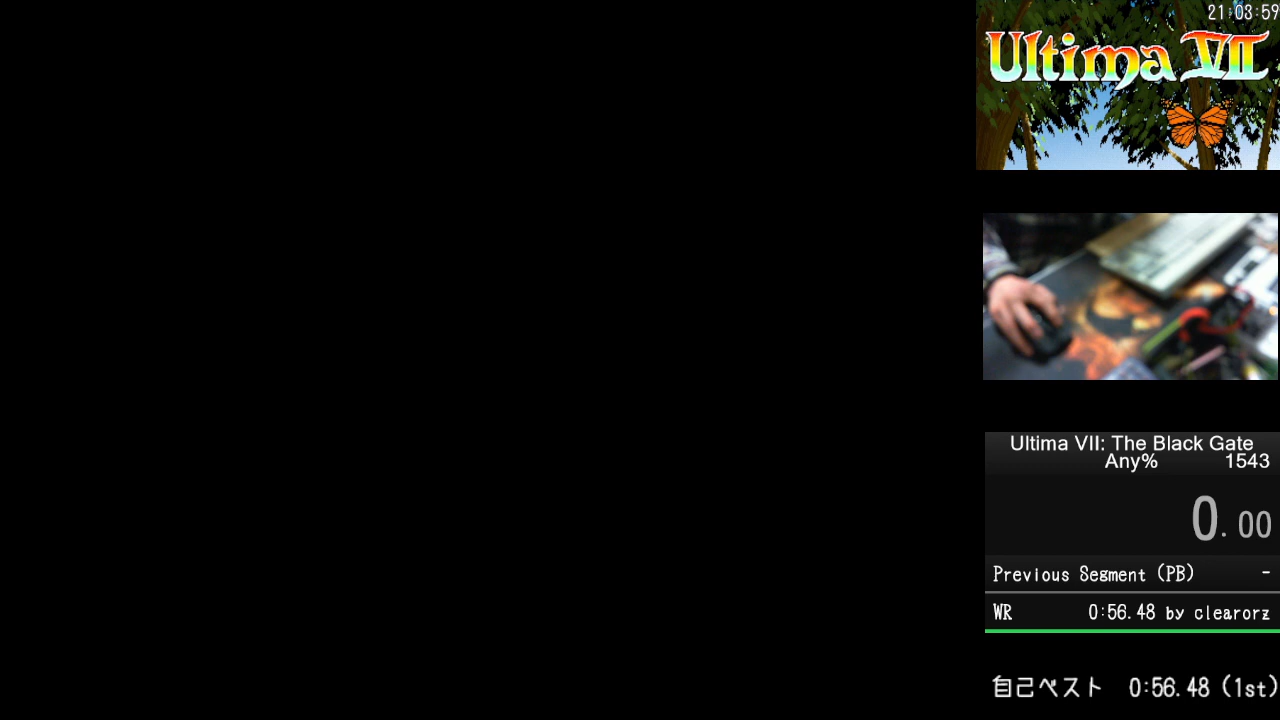 21:03:59
Ultima VII
Ultima VII: The Black Gate
Any% 1543
0.00
Previous Segment (PB) -
WR 0:56.48 by clearorz
自己ベスト 0:56.48 (1st)